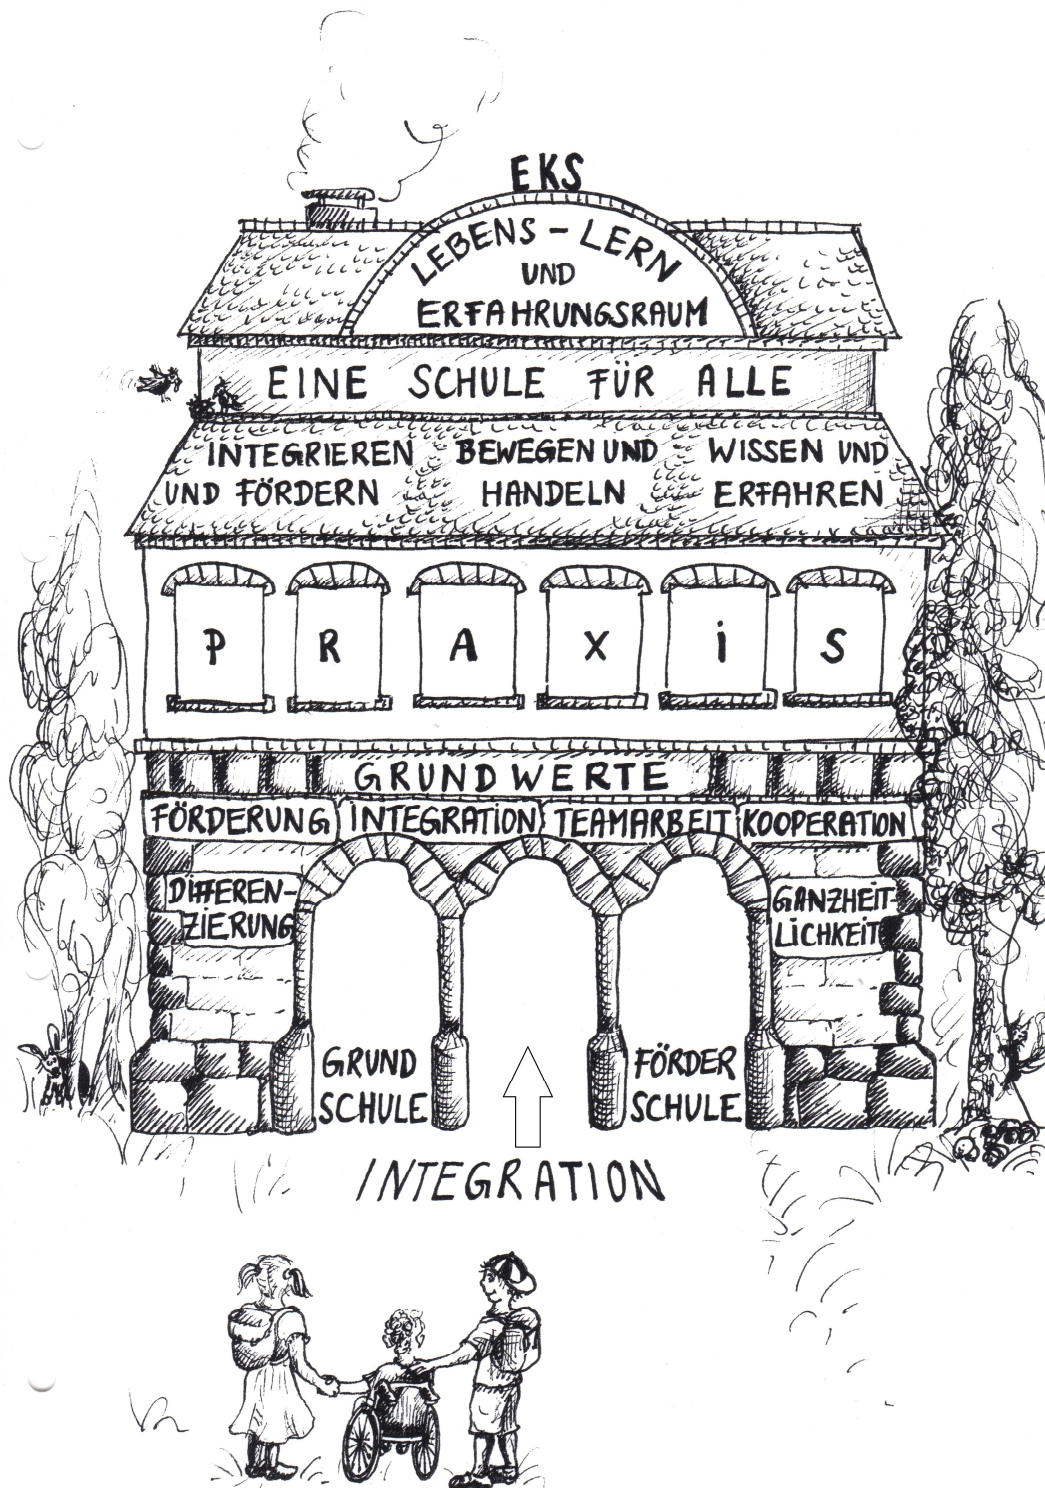 EKS
LEBENS - LERN
UND
ERFAHRUNGSRAUM
EINE SCHULE FÜR ALLE
INTEGRIEREN
UND FÖRDERN
BEWEGEN UND
HANDELN
WISSEN UND
ERFAHREN
P R A X i S
GRUNDWERTE
FÖRDERUNG
INTEGRATION
TEAMARBEIT
KOOPERATION
DIFFEREN-
ZIERUNG
GANZHEIT-
LICHKEIT
GRUND
SCHULE
FÖRDER
SCHULE
INTEGRATION